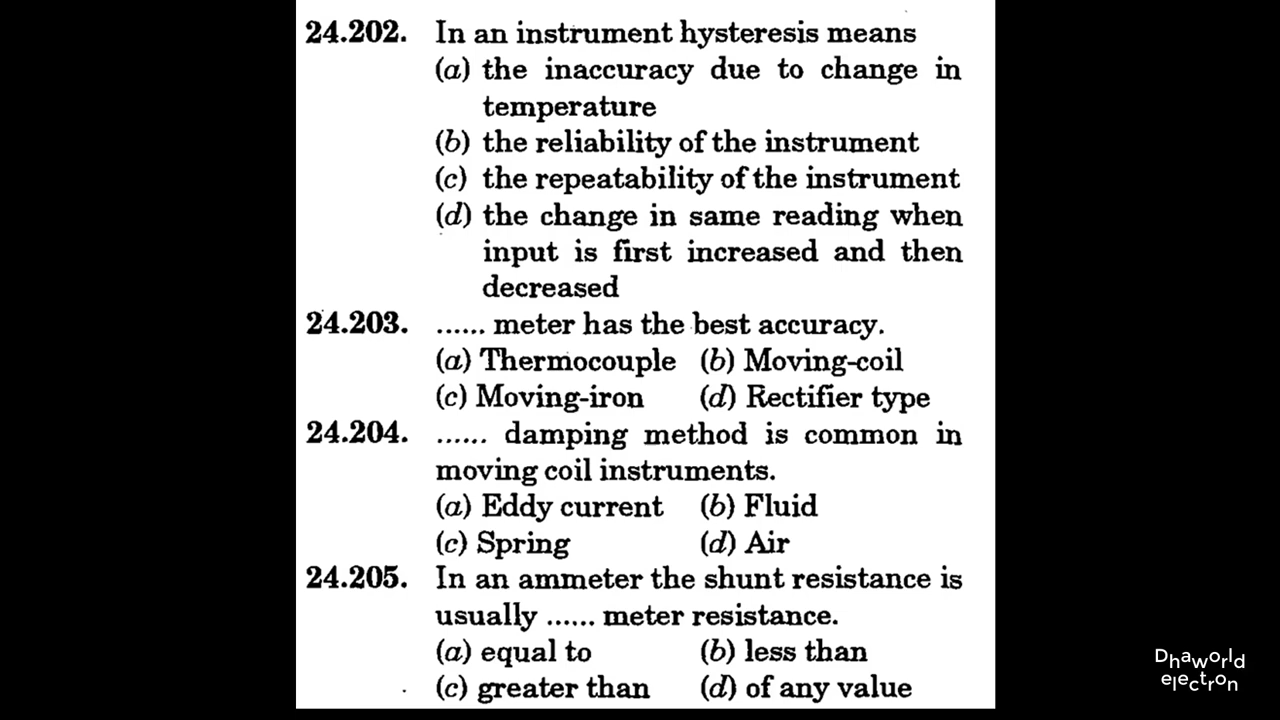 24.202. In an instrument hysteresis means
(a) the inaccuracy due to change in
temperature
(b) the reliability of the instrument
(c) the repeatability of the instrument
(d) the change in same reading when
input is first increased and then
decreased
24.203. ...... meter has the best accuracy.
(a) Thermocouple (b) Moving-coil
(c) Moving-iron (d) Rectifier type
24.204. ...... damping method is common in
moving coil instruments.
(a) Eddy current (b) Fluid
(c) Spring (d) Air
24.205. In an ammeter the shunt resistance is
usually ...... meter resistance.
(a) equal to (b) less than
(c) greater than (d) of any value
Dhaworld
electron